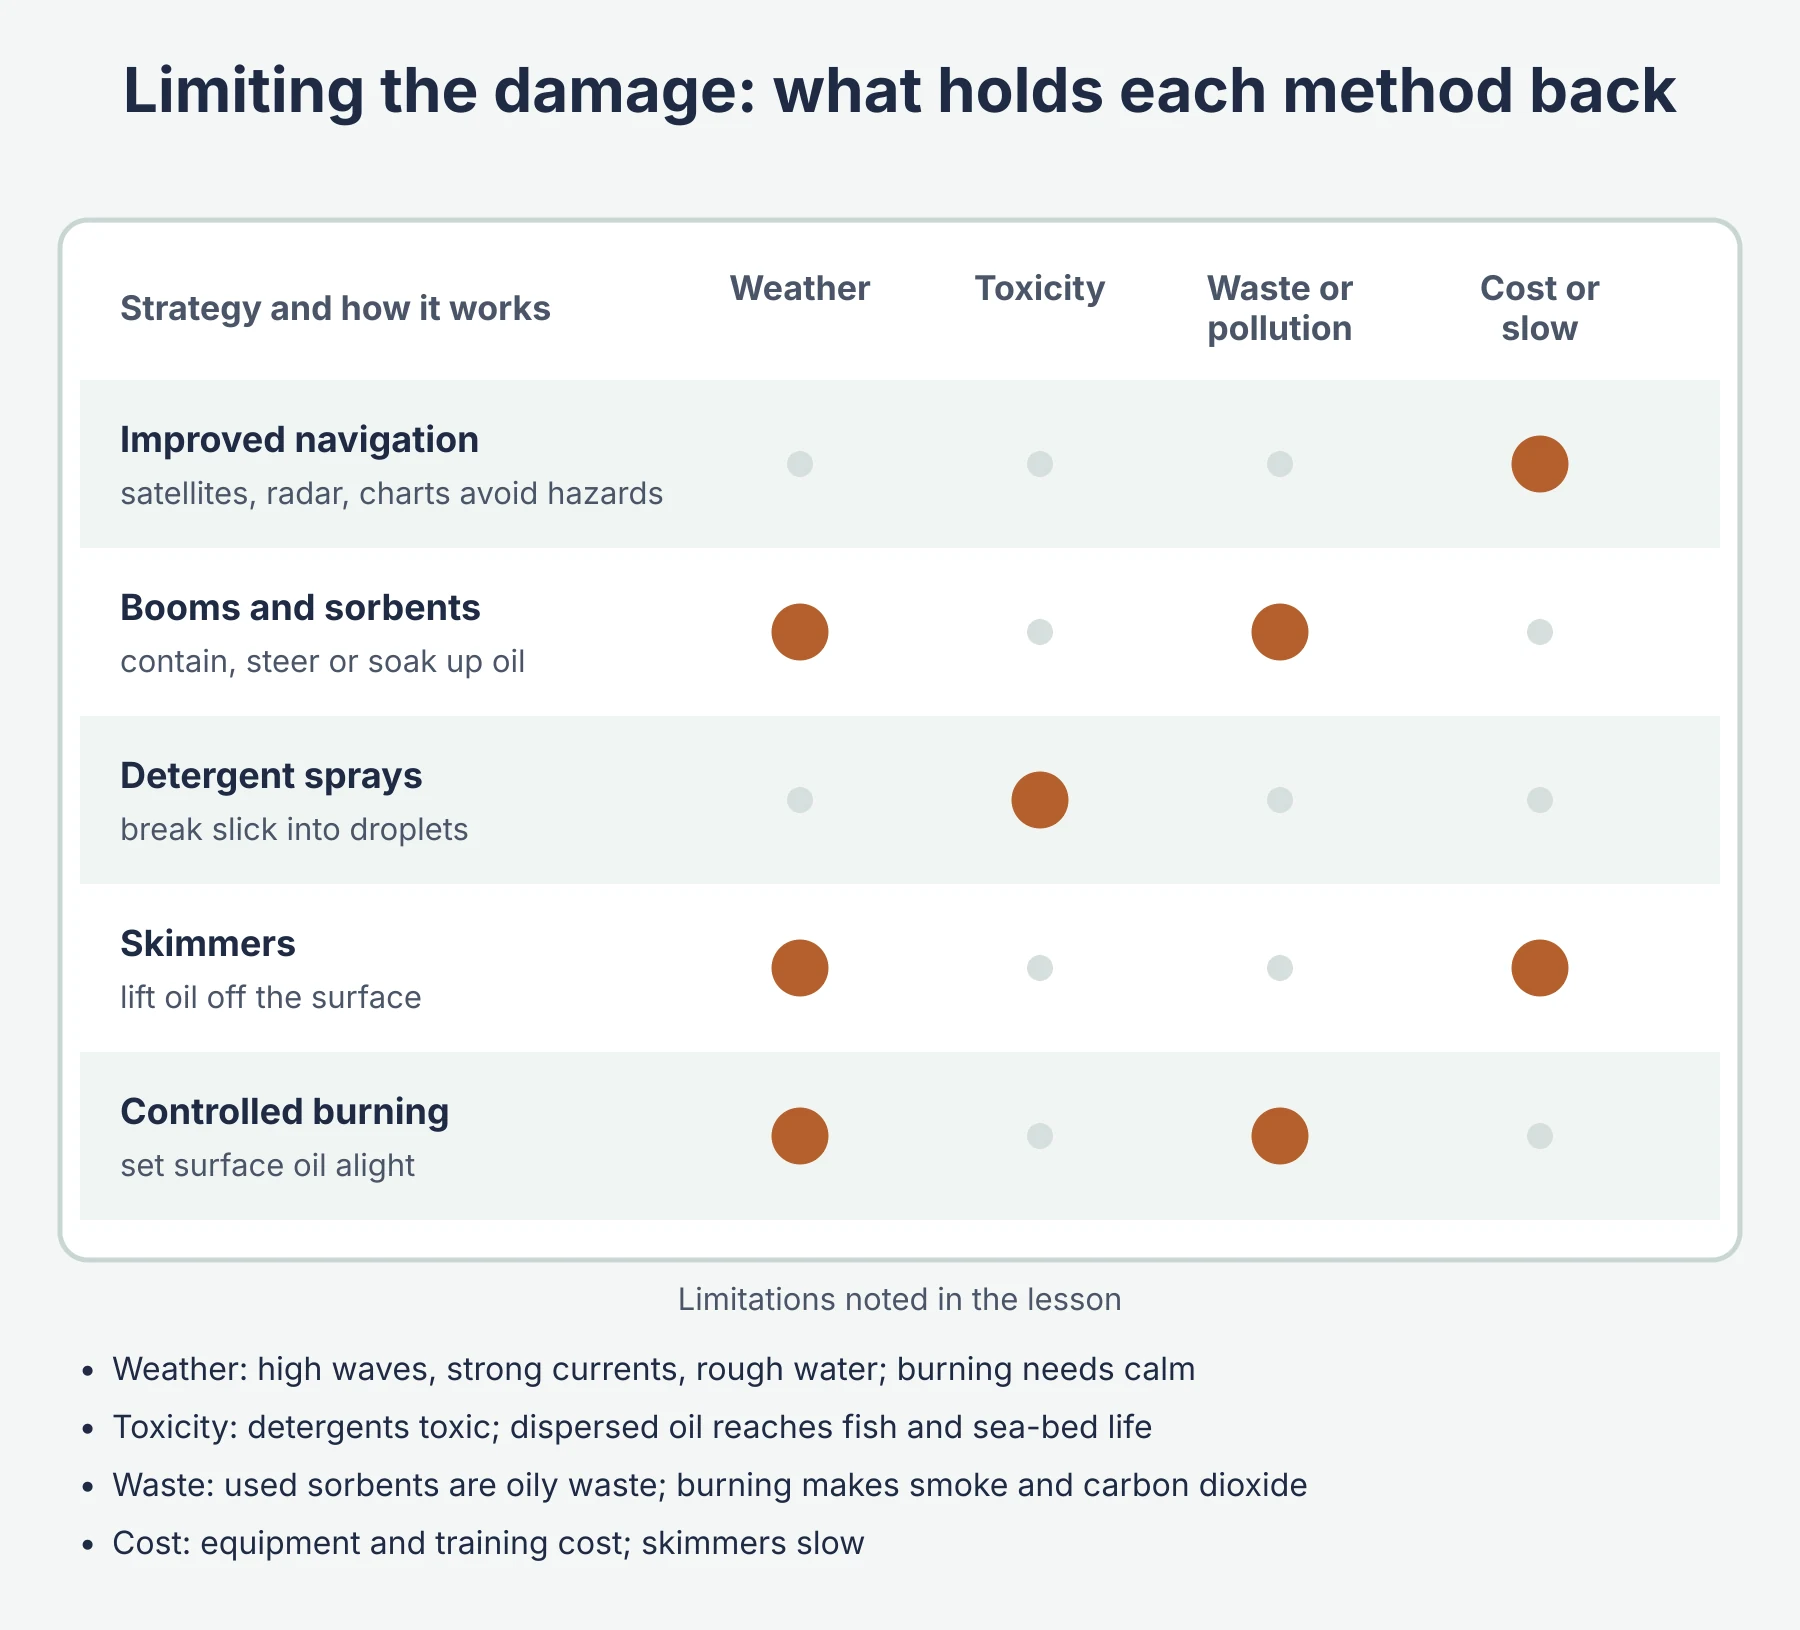 Limiting the damage: what holds each method back
Strategy and how it works
Weather
Toxicity
Waste or
pollution
Cost or
slow
Improved navigation
satellites, radar, charts avoid hazards
Booms and sorbents
contain, steer or soak up oil
Detergent sprays
break slick into droplets
Skimmers
lift oil off the surface
Controlled burning
set surface oil alight
Limitations noted in the lesson
• Weather: high waves, strong currents, rough water; burning needs calm
• Toxicity: detergents toxic; dispersed oil reaches fish and sea-bed life
• Waste: used sorbents are oily waste; burning makes smoke and carbon dioxide
• Cost: equipment and training cost; skimmers slow